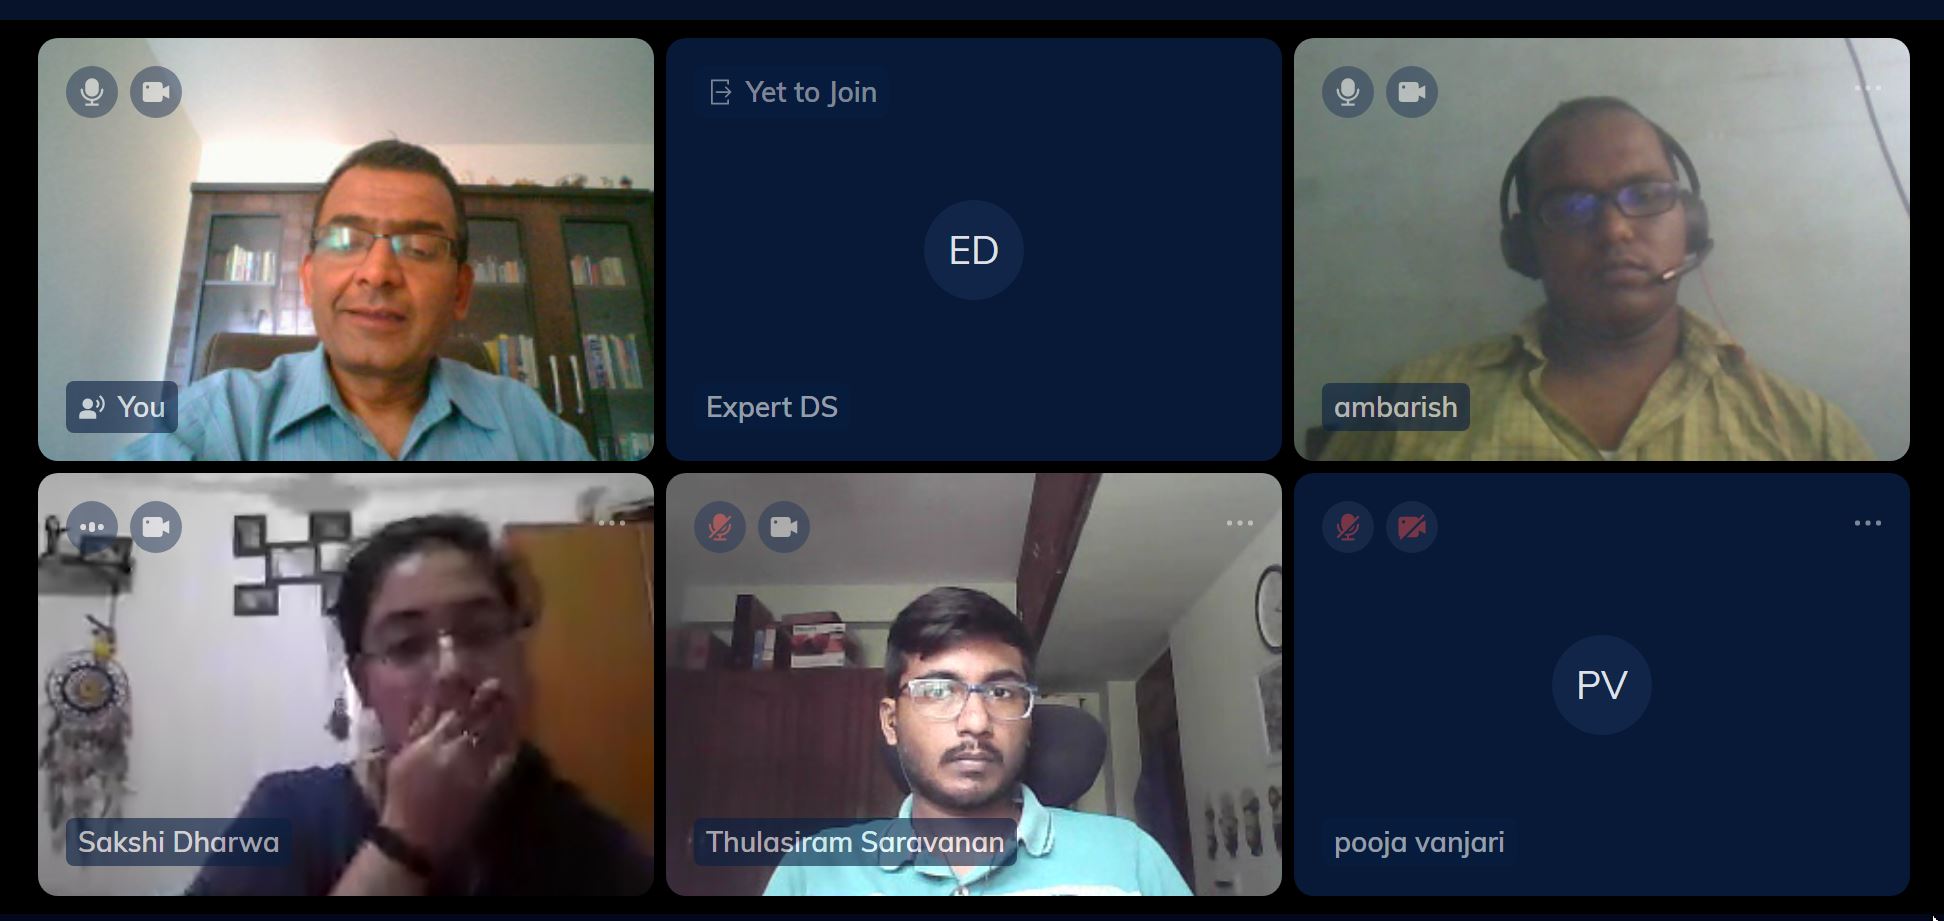 Yet to Join
ED
You
Expert DS
ambarish
Sakshi Dharwa
Thulasiram Saravanan
PV
pooja vanjari